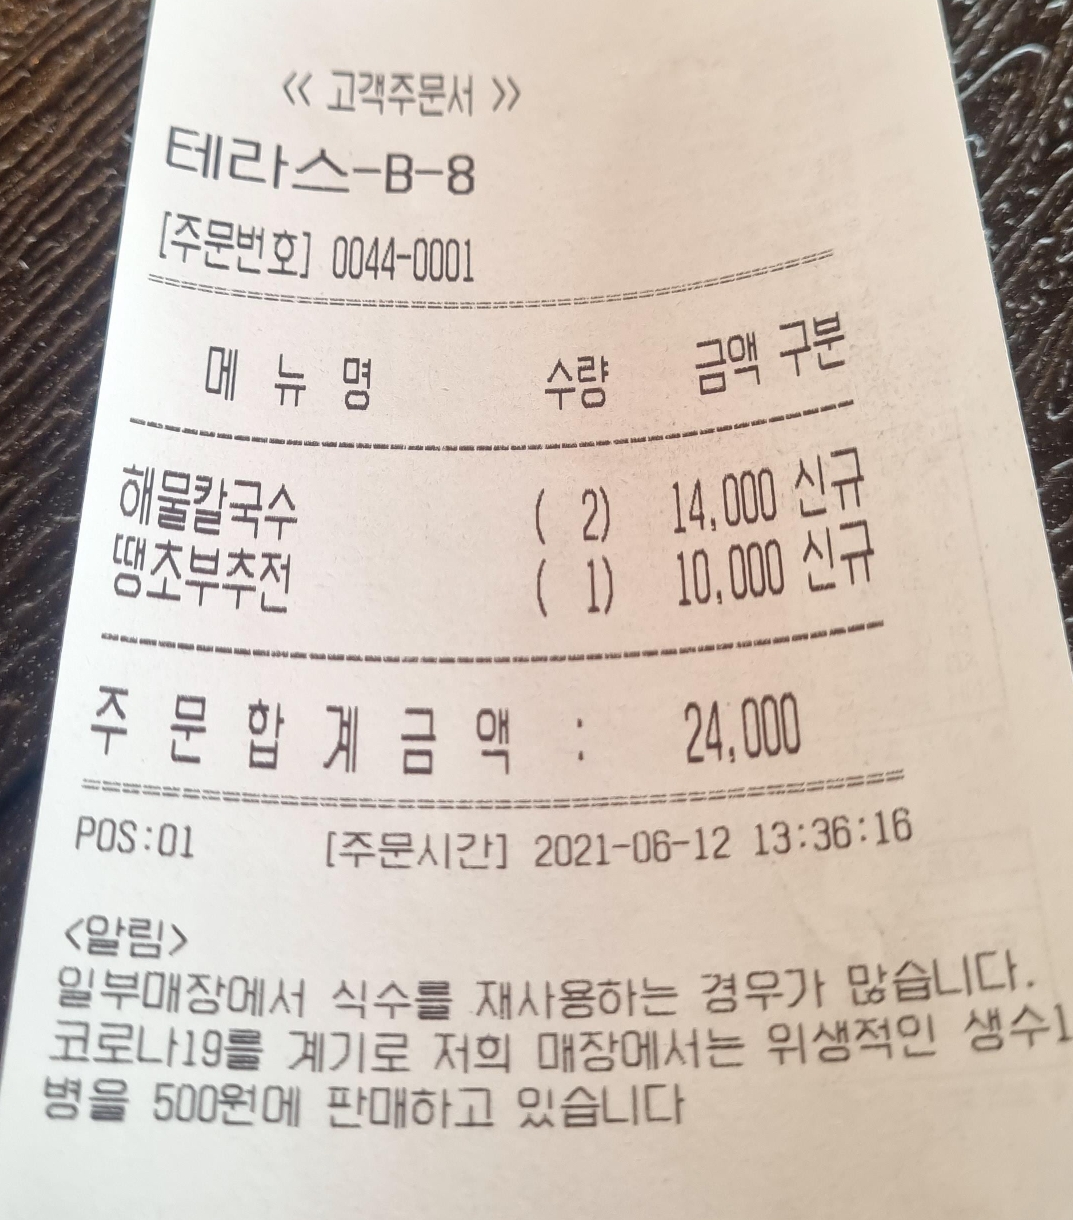 << 고객주문서 >>
테라스-B-8
[주문번호] 0044-0001
메 뉴 명 수량 금액 구분
해물칼국수 ( 2) 14,000 신규
땡초부추전 ( 1) 10,000 신규
주 문 합 계 금 액 : 24,000
POS:01 [주문시간] 2021-06-12 13:36:16
<알림>
일부매장에서 식수를 재사용하는 경우가 많습니다.
코로나19를 계기로 저희 매장에서는 위생적인 생수1
병을 500원에 판매하고 있습니다